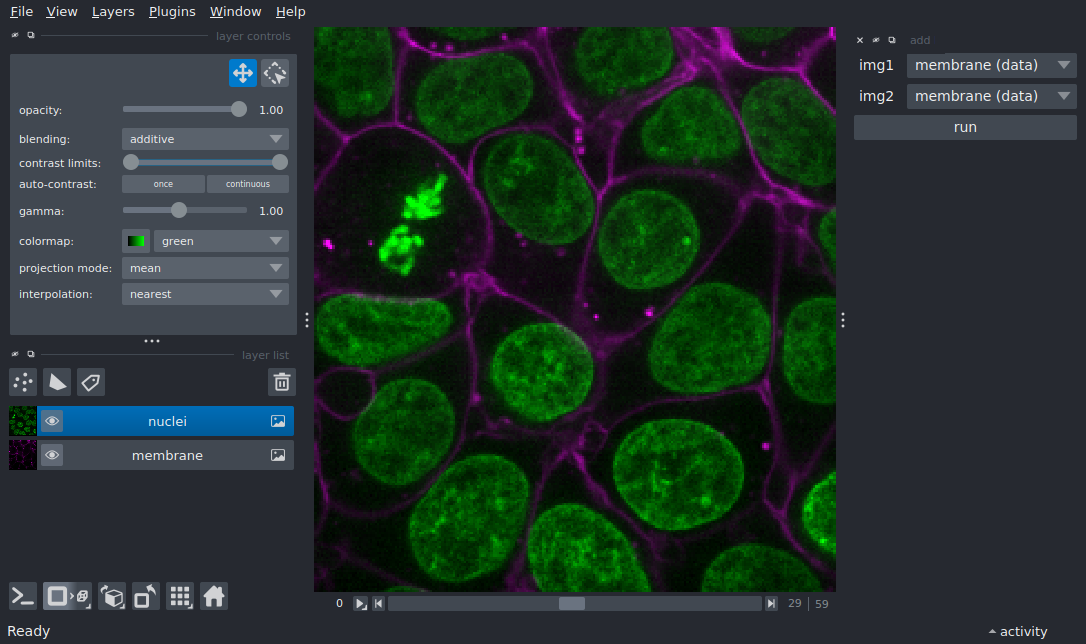 File View Layers Plugins Window Help
layer controls
opacity: 1.00
blending: additive
contrast limits:
auto-contrast: once continuous
gamma: 1.00
colormap: green
projection mode: mean
interpolation: nearest
layer list
nuclei
membrane
0 29 59
Ready
activity
add
img1 membrane (data)
img2 membrane (data)
run